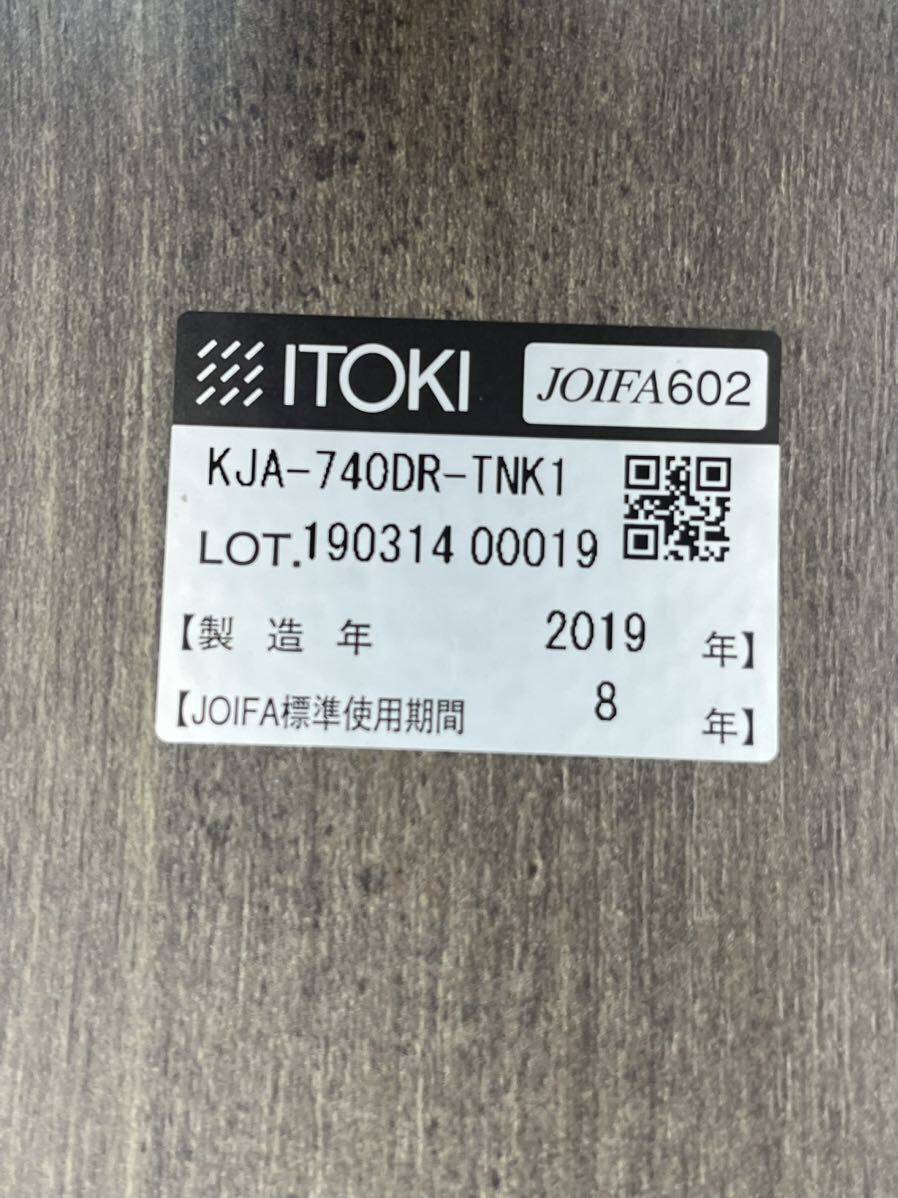 ITOKI JOIFA602
KJA-740DR-TNK1
LOT.190314 00019
【製造年 2019 年】
【JOIFA標準使用期間 8 年】